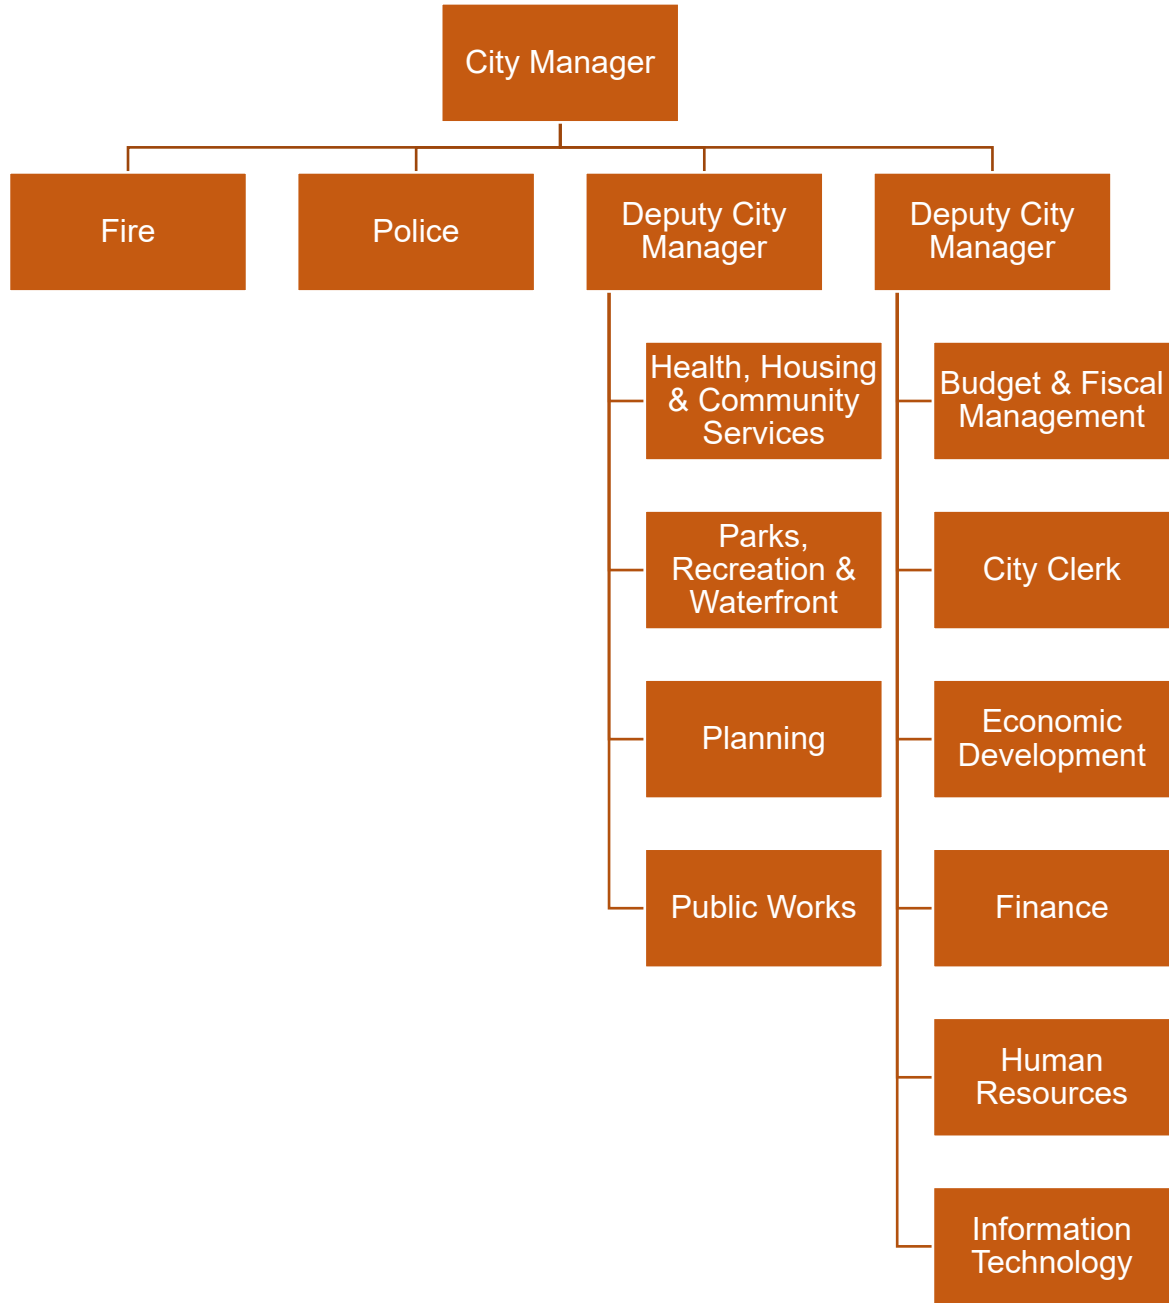 City Manager
Fire
Police
Deputy City
Manager
Deputy City
Manager
Health, Housing
& Community
Services
Parks,
Recreation &
Waterfront
Planning
Public Works
Budget & Fiscal
Management
City Clerk
Economic
Development
Finance
Human
Resources
Information
Technology